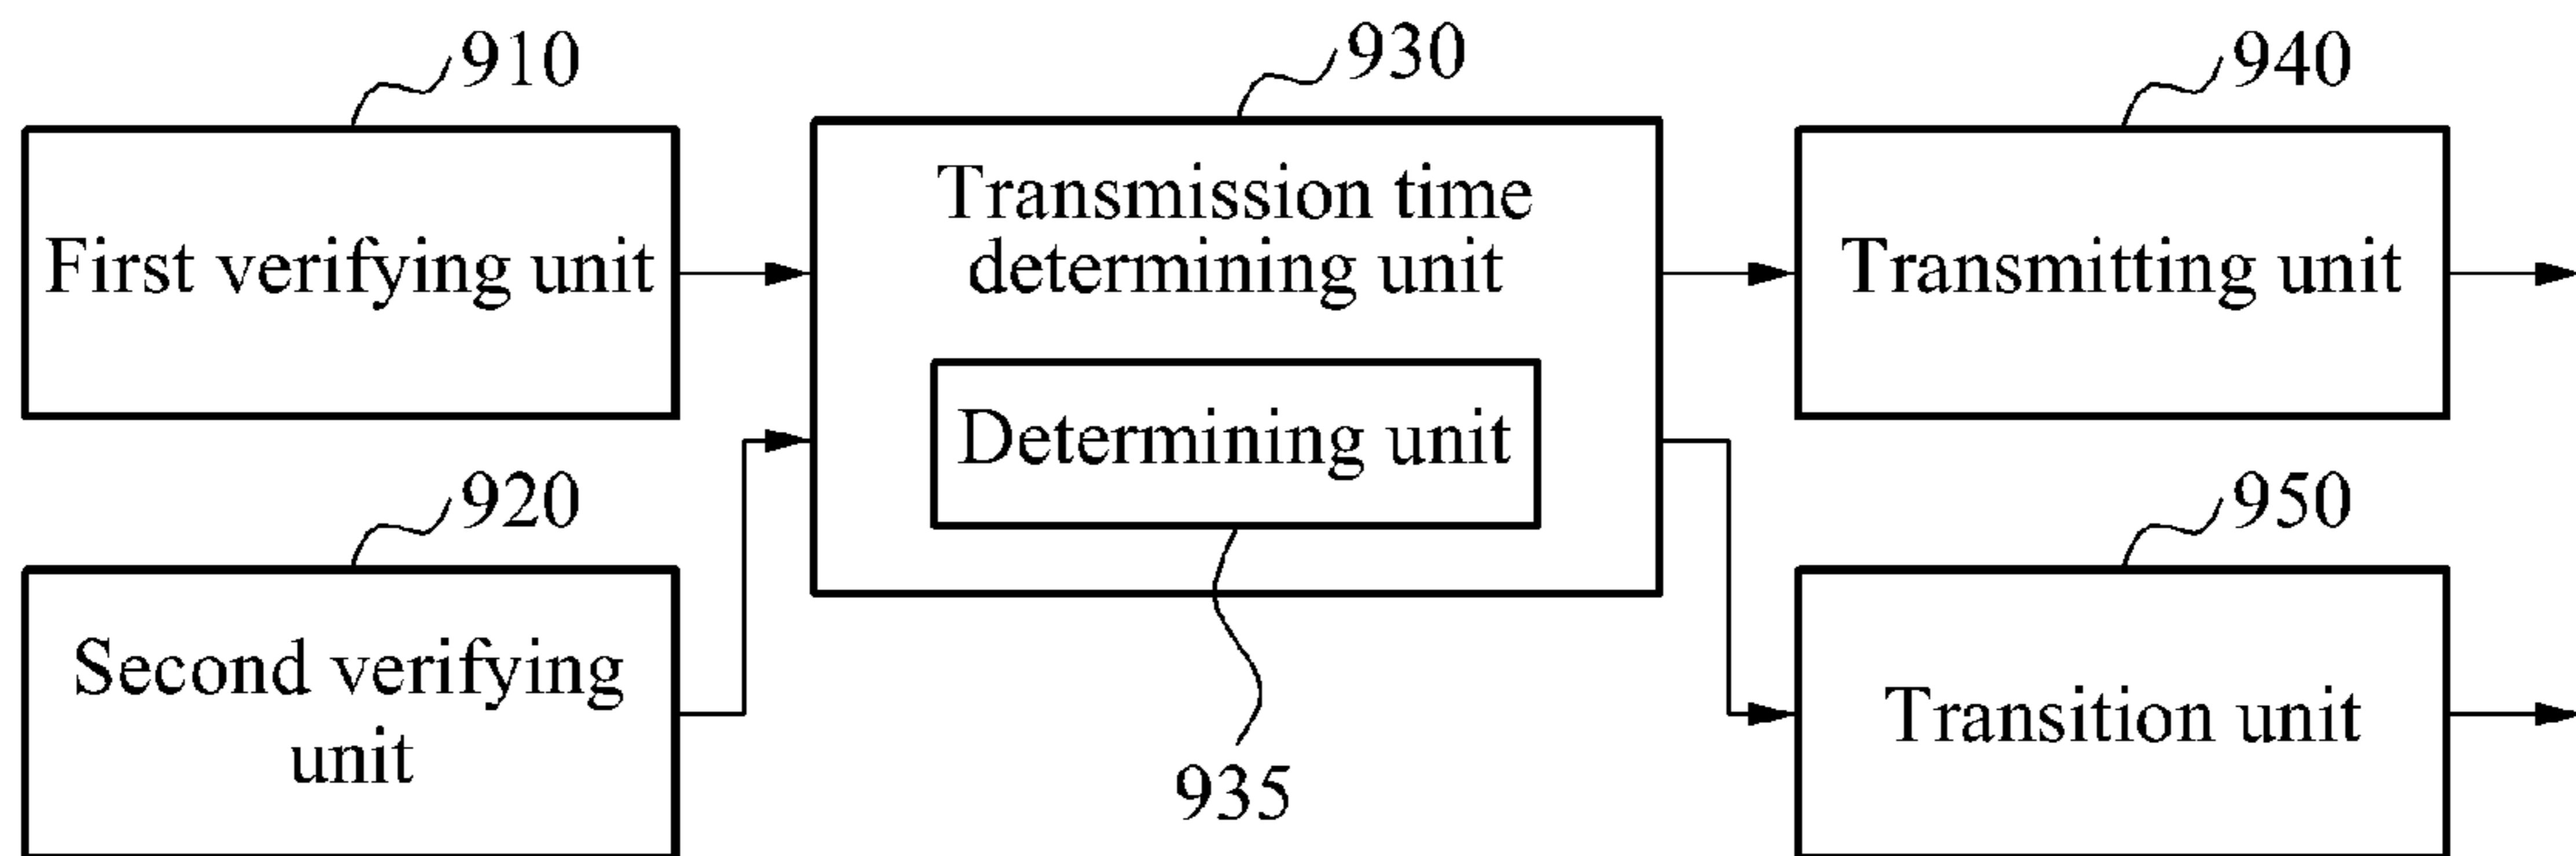 910
930
940
First verifying unit
Transmission time
determining unit
Transmitting unit
Determining unit
920
950
Second verifying
unit
Transition unit
935